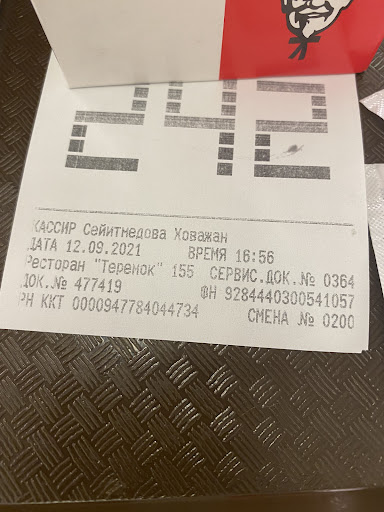 242
КАССИР Сейитмедова Ховажан
ДАТА 12.09.2021 ВРЕМЯ 16:56
Ресторан "Теремок" 155 СЕРВИС.ДОК.№ 0364
ДОК.№ 477419 ФН 9284440300541057
РН ККТ 0000947784044734 СМЕНА № 0200